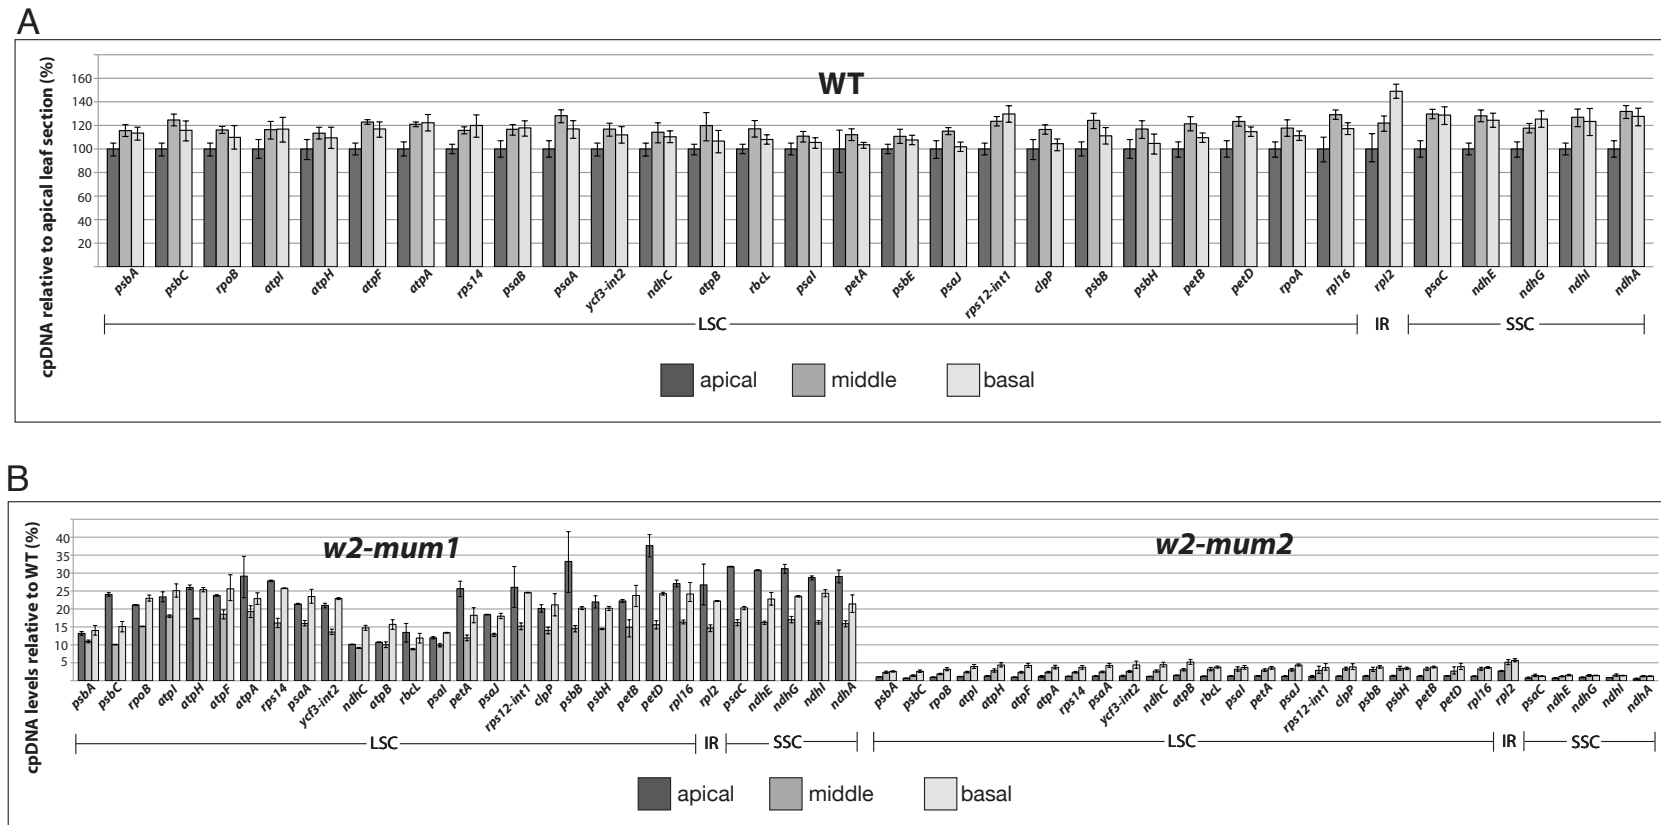 A
WT
cpDNA relative to apical leaf section (%)
160
140
120
100
80
60
40
20
psbA psbC rpoB atpI atpH atpF atpA rps14 psaB psaA ycf3-int2 ndhC atpB rbcL psaI petA psbE psaJ rps12-int1 clpP psbB psbH petB petD rpoA rpl16 rpl2 psaC ndhE ndhG ndhI ndhA
LSC IR SSC
apical middle basal
B
w2-mum1 w2-mum2
cpDNA levels relative to WT (%)
40
35
30
25
20
15
10
5
psbA psbC rpoB atpI atpH atpF atpA rps14 psaA ycf3-int2 ndhC atpB rbcL psaI petA psaJ rps12-int1 clpP psbB psbH petB petD rpl16 rpl2 psaC ndhE ndhG ndhI ndhA psbA psbC rpoB atpI atpH atpF atpA rps14 psaA ycf3-int2 ndhC atpB rbcL psaI petA psaJ rps12-int1 clpP psbB psbH petB petD rpl16 rpl2 psaC ndhE ndhG ndhI ndhA
LSC IR SSC LSC IR SSC
apical middle basal